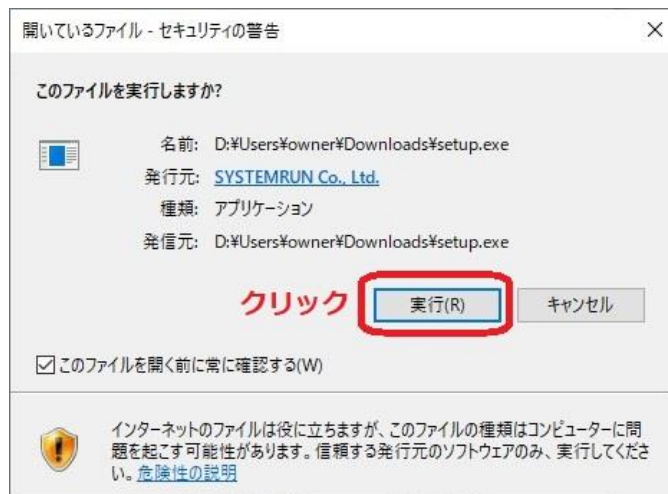 開いているファイル - セキュリティの警告
このファイルを実行しますか?
名前: D:¥Users¥owner¥Downloads¥setup.exe
発行元: SYSTEMRUN Co., Ltd.
種類: アプリケーション
発信元: D:¥Users¥owner¥Downloads¥setup.exe
クリック 実行(R) キャンセル
このファイルを開く前に常に確認する(W)
インターネットのファイルは役に立ちますが、このファイルの種類はコンピューターに問
題を起こす可能性があります。信頼する発行元のソフトウェアのみ、実行してくださ
い。危険性の説明